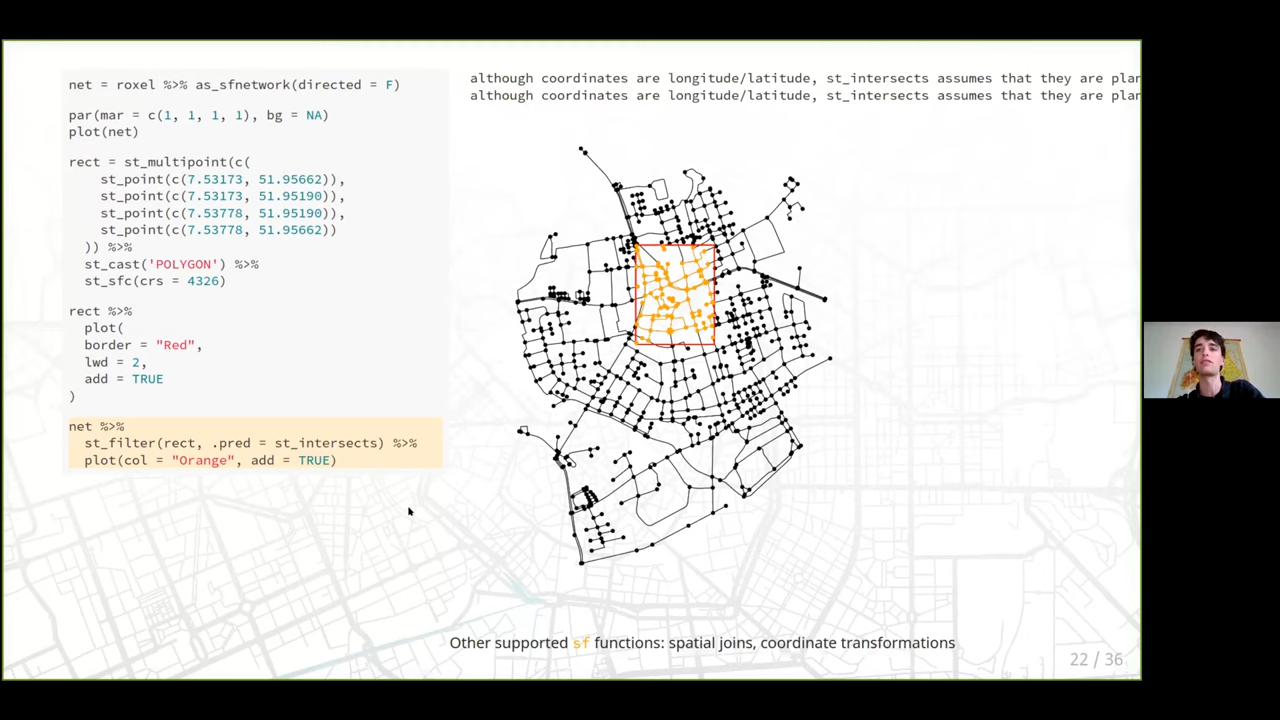 net = roxel %>% as_sfnetwork(directed = F)
par(mar = c(1, 1, 1, 1), bg = NA)
plot(net)
rect = st_multipoint(c(
st_point(c(7.53173, 51.95662)),
st_point(c(7.53173, 51.95190)),
st_point(c(7.53778, 51.95190)),
st_point(c(7.53778, 51.95662))
)) %>%
st_cast('POLYGON') %>%
st_sfc(crs = 4326)
rect %>%
plot(
border = "Red",
lwd = 2,
add = TRUE
)
net %>%
st_filter(rect, .pred = st_intersects) %>%
plot(col = "Orange", add = TRUE)
although coordinates are longitude/latitude, st_intersects assumes that they are plan
although coordinates are longitude/latitude, st_intersects assumes that they are plan
Other supported sf functions: spatial joins, coordinate transformations
22 / 36